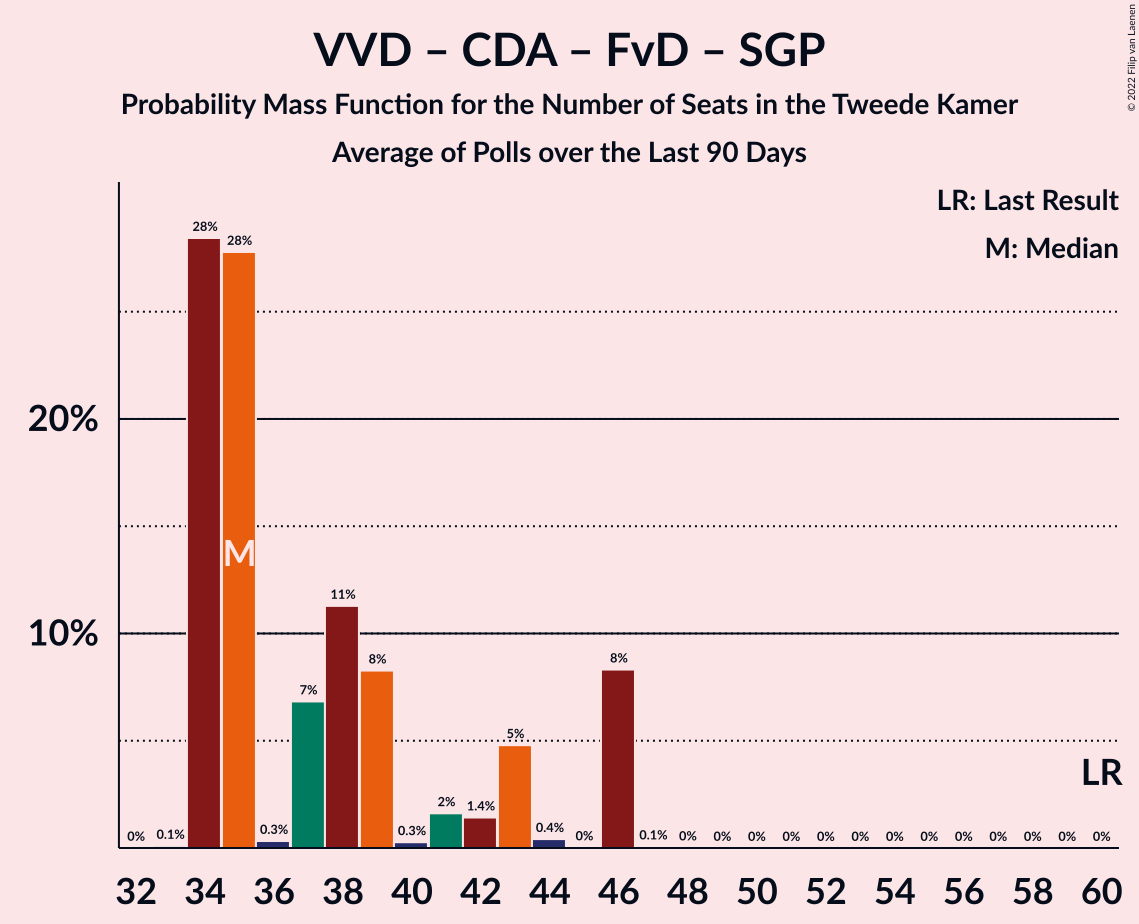 VVD – CDA – FvD – SGP
Probability Mass Function for the Number of Seats in the Tweede Kamer
Average of Polls over the Last 90 Days
© 2022 Filip van Laenen
LR: Last Result
M: Median
28%
28%
20%
M
11%
10%
8%
8%
7%
5%
LR
2%
1.4%
0% 0.1% 0.3% 0.3% 0.4% 0% 0.1% 0% 0% 0% 0% 0% 0% 0% 0% 0% 0% 0% 0% 0%
32 34 36 38 40 42 44 46 48 50 52 54 56 58 60